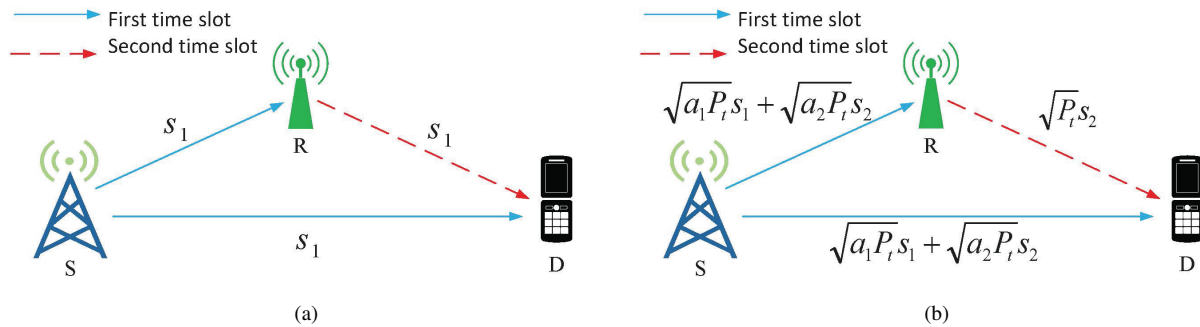 First time slot
Second time slot
s₁
s₁
R
S
s₁
D
(a)
First time slot
Second time slot
√(a₁Pₜ)s₁ + √(a₂Pₜ)s₂
√(Pₜ)s₂
R
S
√(a₁Pₜ)s₁ + √(a₂Pₜ)s₂
D
(b)